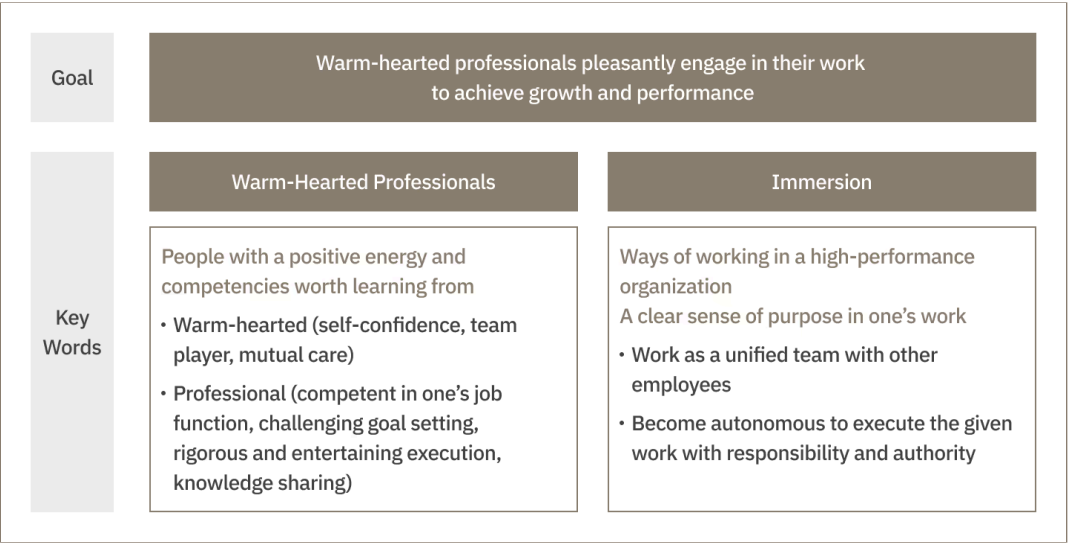 Goal
Warm-hearted professionals pleasantly engage in their work
to achieve growth and performance
Key
Words
Warm-Hearted Professionals
People with a positive energy and
competencies worth learning from
• Warm-hearted (self-confidence, team
player, mutual care)
• Professional (competent in one's job
function, challenging goal setting,
rigorous and entertaining execution,
knowledge sharing)
Immersion
Ways of working in a high-performance
organization
A clear sense of purpose in one's work
• Work as a unified team with other
employees
• Become autonomous to execute the given
work with responsibility and authority